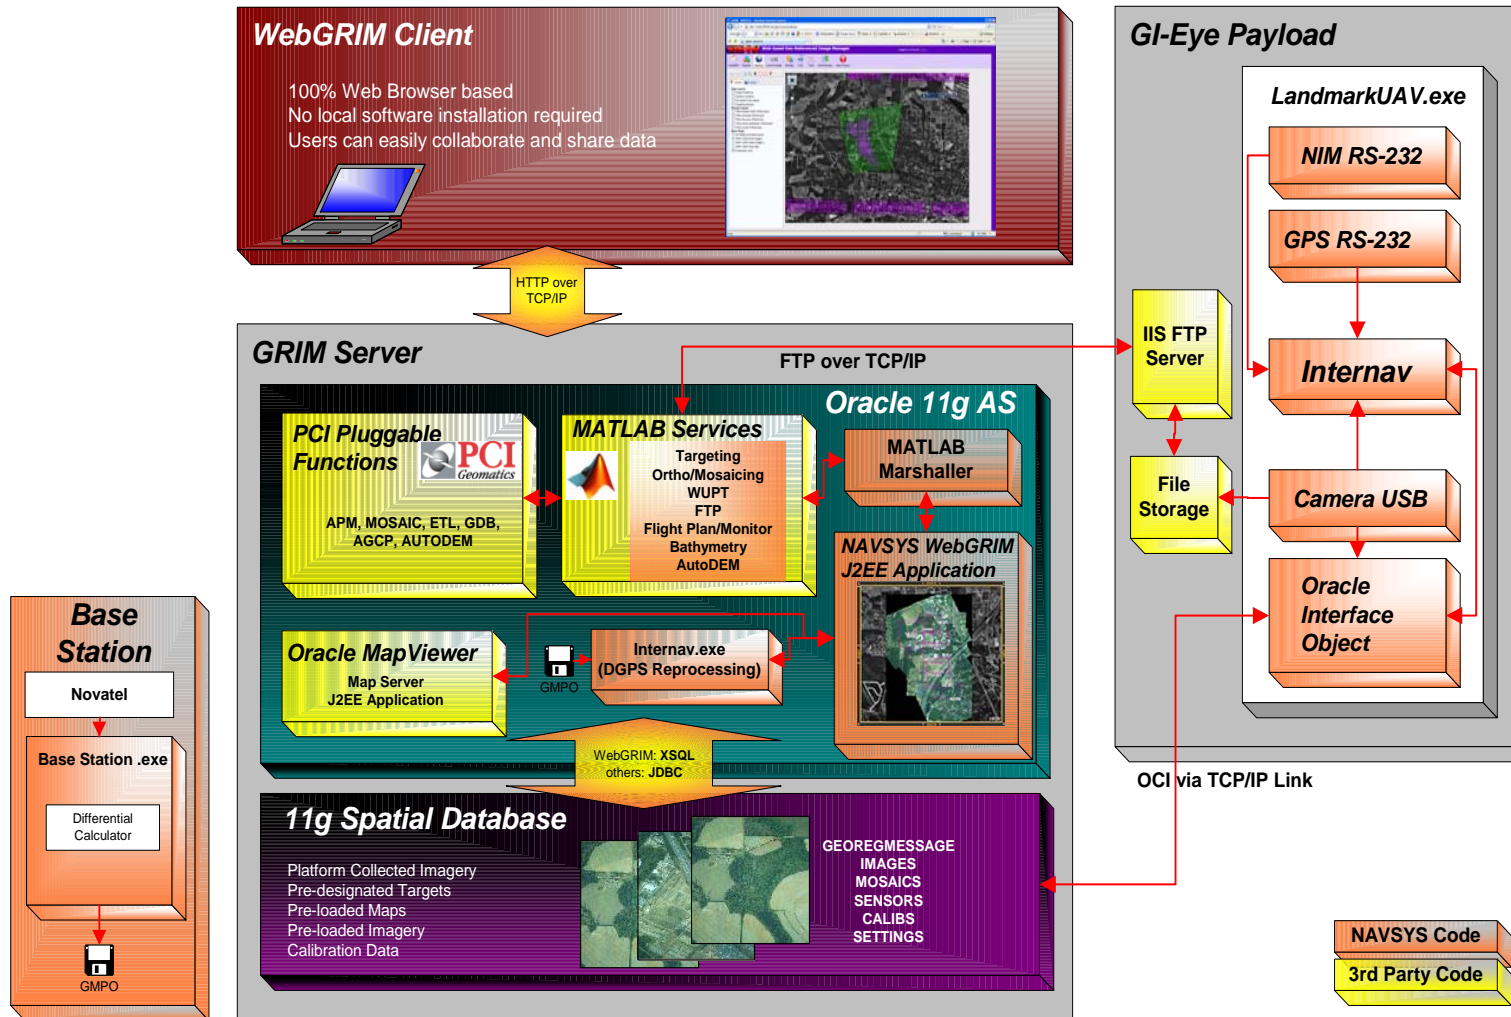 WebGRIM Client
100% Web Browser based
No local software installation required
Users can easily collaborate and share data
HTTP over
TCP/IP
GI-Eye Payload
LandmarkUAV.exe
NIM RS-232
GPS RS-232
IIS FTP
Server
Internav
File
Storage
Camera USB
Oracle
Interface
Object
OCI via TCP/IP Link
GRIM Server
FTP over TCP/IP
Oracle 11g AS
PCI Pluggable
Functions
PCI
Geomatics
APM, MOSAIC, ETL, GDB,
AGCP, AUTODEM
MATLAB Services
Targeting
Ortho/Mosaicing
WUPT
FTP
Flight Plan/Monitor
Bathymetry
AutoDEM
MATLAB
Marshaller
NAVSYS WebGRIM
J2EE Application
Oracle MapViewer
Map Server
J2EE Application
GMPO
Internav.exe
(DGPS Reprocessing)
WebGRIM: XSQL
others: JDBC
11g Spatial Database
Platform Collected Imagery
Pre-designated Targets
Pre-loaded Maps
Pre-loaded Imagery
Calibration Data
GEOREGMESSAGE
IMAGES
MOSAICS
SENSORS
CALIBS
SETTINGS
Base
Station
Novatel
Base Station .exe
Differential
Calculator
GMPO
NAVSYS Code
3rd Party Code